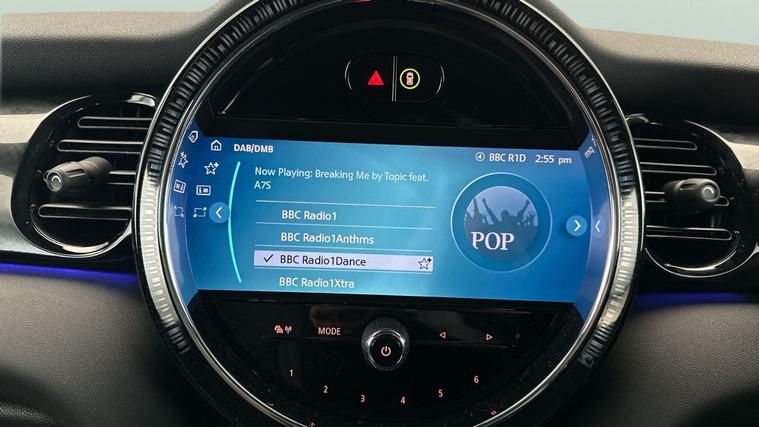 DAB/DMB
BBC R1D 2:55 pm
Now Playing: Breaking Me by Topic feat.
A7S
BBC Radio1
BBC Radio1Anthms
BBC Radio1Dance
BBC Radio1Xtra
POP
MODE
1 2 3 4 5 6